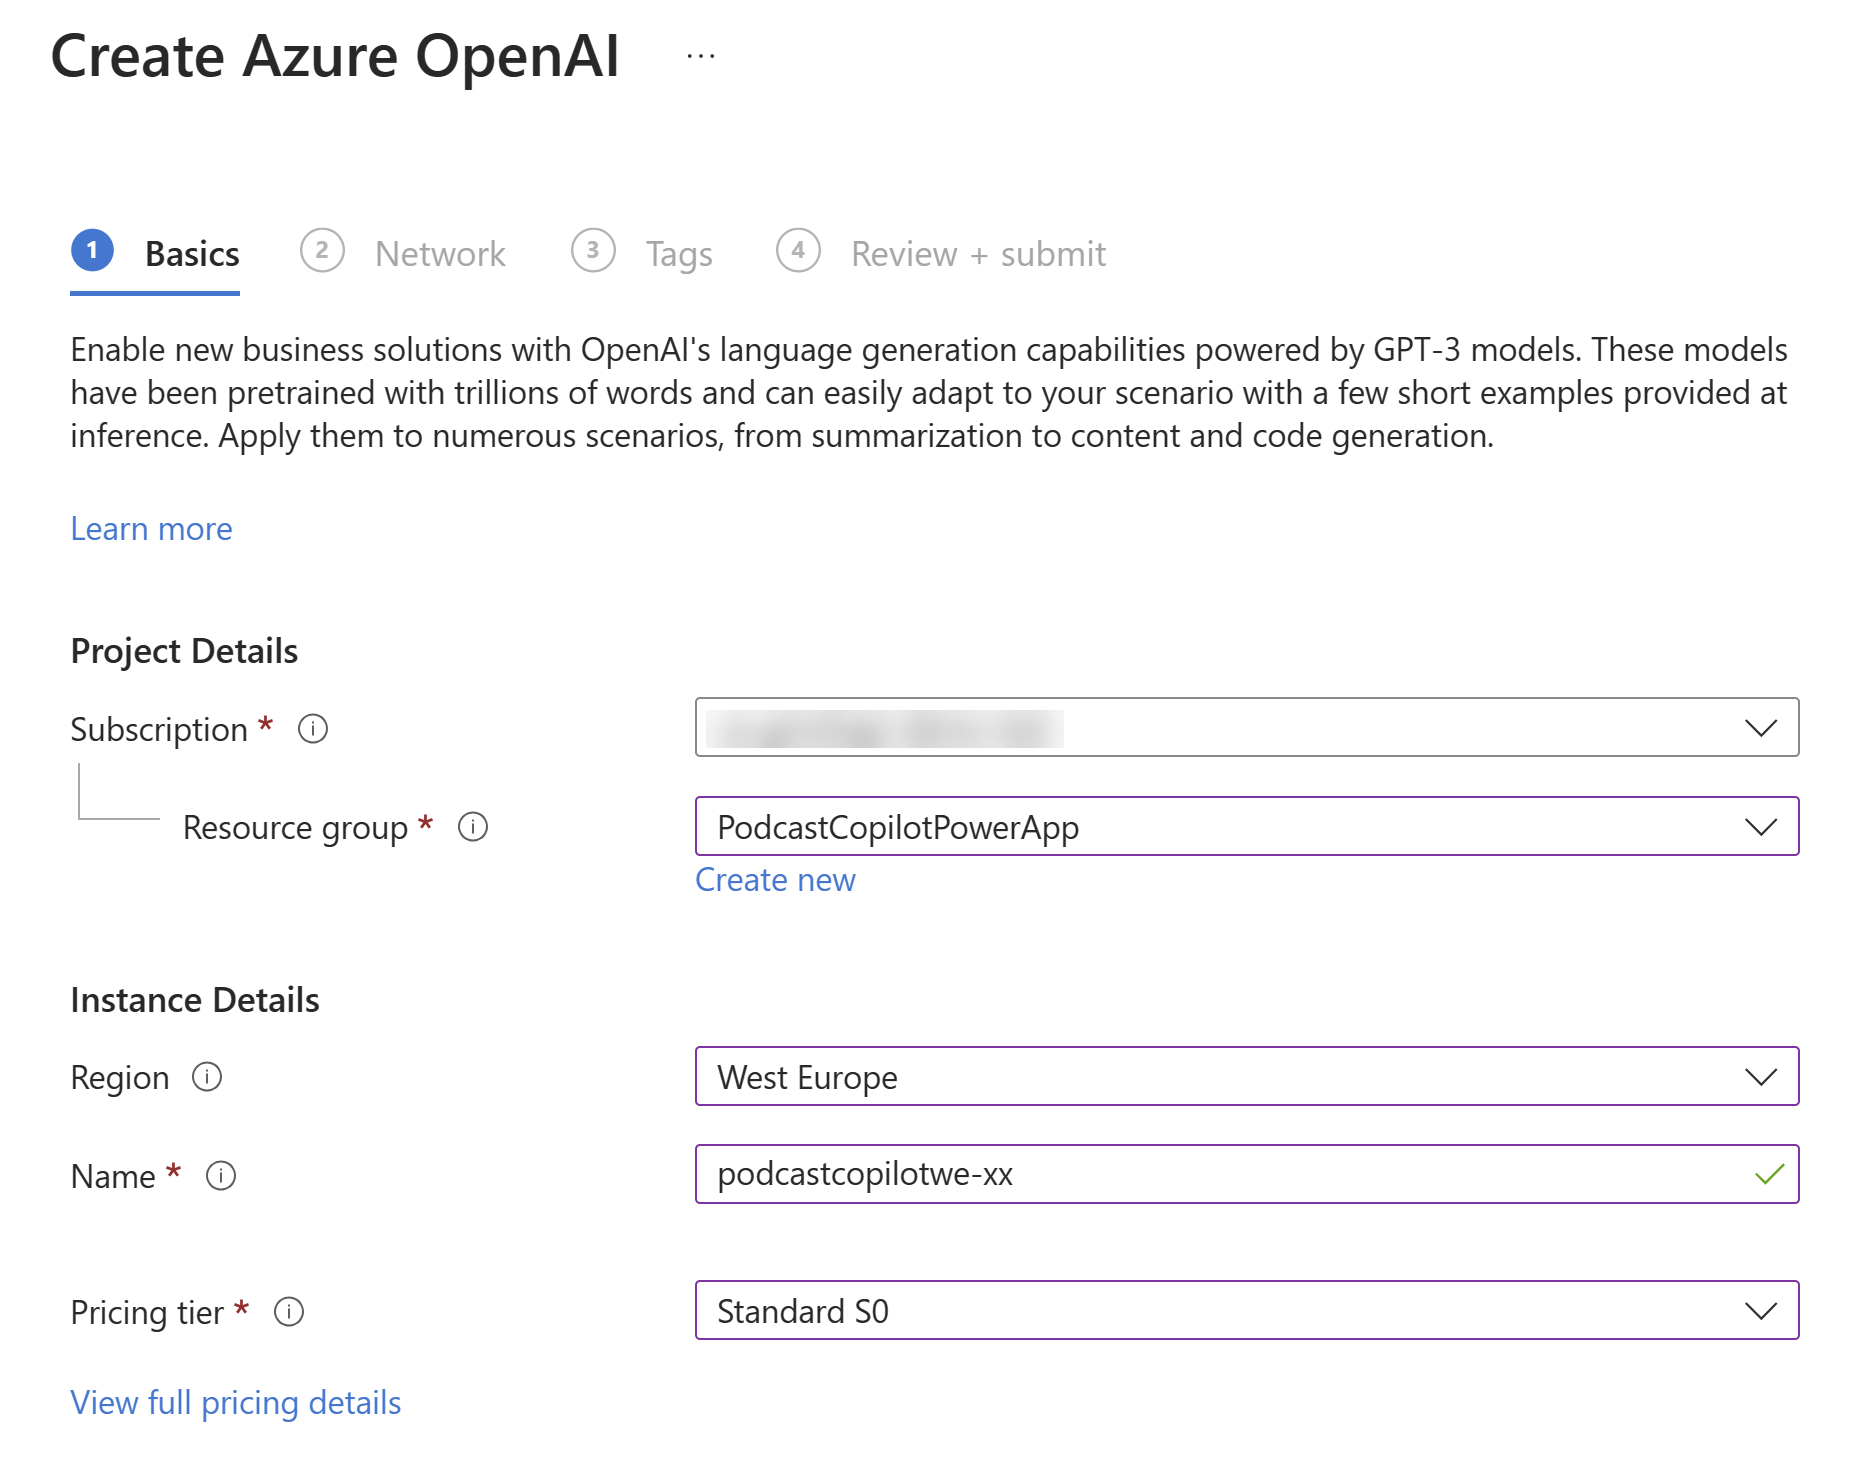 Create Azure OpenAI ...
1 Basics 2 Network 3 Tags 4 Review + submit
Enable new business solutions with OpenAI's language generation capabilities powered by GPT-3 models. These models
have been pretrained with trillions of words and can easily adapt to your scenario with a few short examples provided at
inference. Apply them to numerous scenarios, from summarization to content and code generation.
Learn more
Project Details
Subscription *
Resource group * PodcastCopilotPowerApp
Create new
Instance Details
Region West Europe
Name * podcastcopilotwe-xx
Pricing tier * Standard S0
View full pricing details